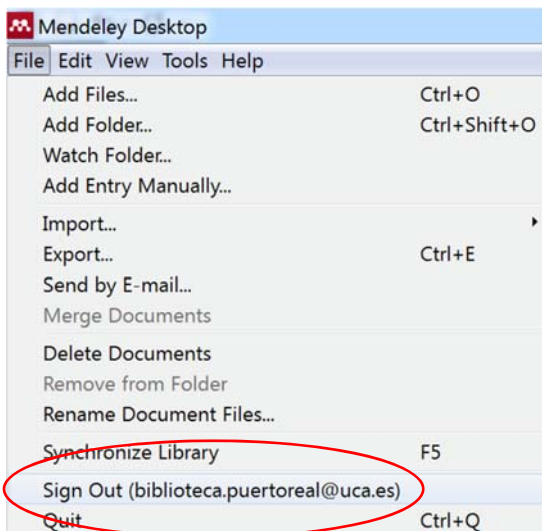 Mendeley Desktop
File Edit View Tools Help
Add Files... Ctrl+O
Add Folder... Ctrl+Shift+O
Watch Folder...
Add Entry Manually...
Import...
Export... Ctrl+E
Send by E-mail...
Merge Documents
Delete Documents
Remove from Folder
Rename Document Files...
Synchronize Library F5
Sign Out (biblioteca.puertoreal@uca.es)
Quit Ctrl+Q